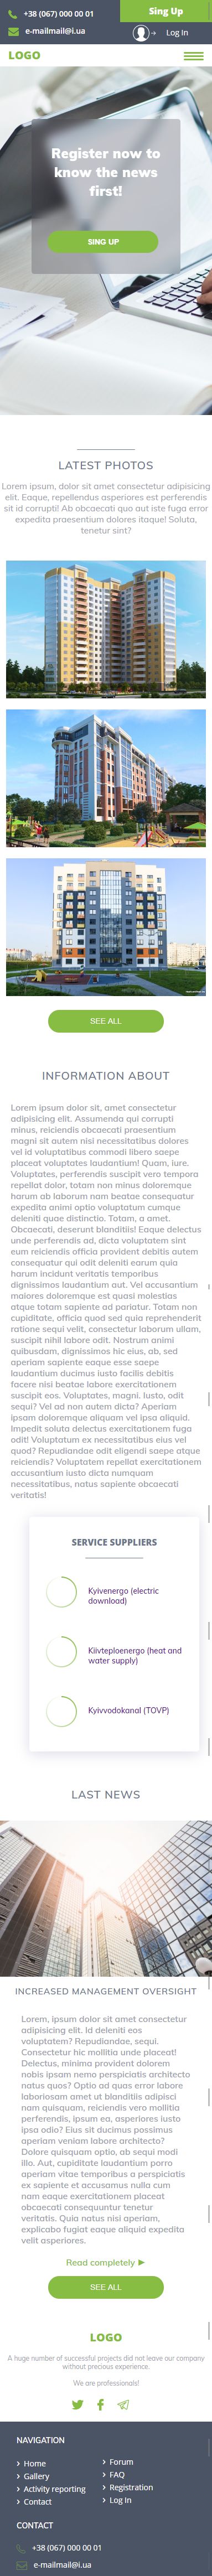 +38 (067) 000 00 01
Sing Up
e-mailmail@i.ua
Log In
LOGO
Register now to
know the news
first!
SING UP
LATEST PHOTOS
Lorem ipsum, dolor sit amet consectetur adipisicing
elit. Eaque, repellendus asperiores est perferendis
sit id corrupti! Ab obcaecati quo aut iste fuga error
expedita praesentium dolores itaque! Soluta,
tenetur sint?
SEE ALL
INFORMATION ABOUT
Lorem ipsum dolor sit, amet consectetur
adipisicing elit. Assumenda qui corrupti
minus, reiciendis obcaecati praesentium
magni sit autem nisi necessitatibus dolores
vel id voluptatibus commodi libero saepe
placeat voluptates laudantium! Quam, iure.
Voluptates, perferendis suscipit vero tempora
repellat dolor, totam non minus doloremque
harum ab laborum nam beatae consequatur
expedita animi optio voluptatum cumque
deleniti quae distinctio. Totam, a amet.
Obcaecati, deserunt blanditiis! Eaque delectus
unde perferendis ad, dicta voluptatem sint
eum reiciendis officia provident debitis autem
consequatur qui odit deleniti earum quia
harum incidunt veritatis temporibus
dignissimos laudantium aut. Vel accusantium
maiores doloremque est quasi molestias
atque totam sapiente ad pariatur. Totam non
cupiditate, officia quod sed quia reprehenderit
ratione sequi velit, consectetur laborum ullam,
suscipit nihil labore odit. Nostrum animi
quibusdam, dignissimos hic eius, ab, sed
aperiam sapiente eaque esse saepe
laudantium ducimus iusto facilis debitis
facere nisi beatae labore exercitationem
suscipit eos. Voluptates, magni. Iusto, odit
sequi? Vel ad non autem dicta? Aperiam
ipsam doloremque aliquam vel ipsa aliquid.
Impedit soluta delectus exercitationem fuga
odit! Voluptatum ex necessitatibus eius vel
quod? Repudiandae odit eligendi saepe atque
reiciendis? Voluptatem repellat exercitationem
accusantium iusto dicta numquam
necessitatibus, natus sapiente obcaecati
veritatis!
SERVICE SUPPLIERS
Kyivenergo (electric
download)
Kiivteploenergo (heat and
water supply)
Kyivvodokanal (TOVP)
LAST NEWS
INCREASED MANAGEMENT OVERSIGHT
Lorem, ipsum dolor sit amet consectetur
adipisicing elit. Id deleniti eos
voluptatem? Repudiandae, sequi.
Consectetur hic mollitia unde placeat!
Delectus, minima provident dolorem
nobis ipsam nemo perspiciatis architecto
natus quos? Optio ad quas error labore
laboriosam amet ut blanditiis adipisci
nam quisquam, reiciendis vero mollitia
perferendis, ipsum ea, asperiores iusto
ipsa odio? Eius sit ducimus possimus
aperiam veniam labore architecto?
Dolore quisquam optio, ab sequi modi
illo. Aut, cupiditate laudantium porro
aperiam vitae temporibus a perspiciatis
ex sapiente et accusamus nulla cum
nam eaque exercitationem placeat
obcaecati consequuntur tenetur
veritatis. Quia natus nisi aperiam,
explicabo fugiat eaque aliquid expedita
velit asperiores.
Read completely ►
SEE ALL
LOGO
A huge number of successful projects did not leave our company
without precious experience.
We are professionals!
NAVIGATION
› Home
› Gallery
› Activity reporting
› Contact
› Forum
› FAQ
› Registration
› Log In
CONTACT
+38 (067) 000 00 01
e-mailmail@i.ua